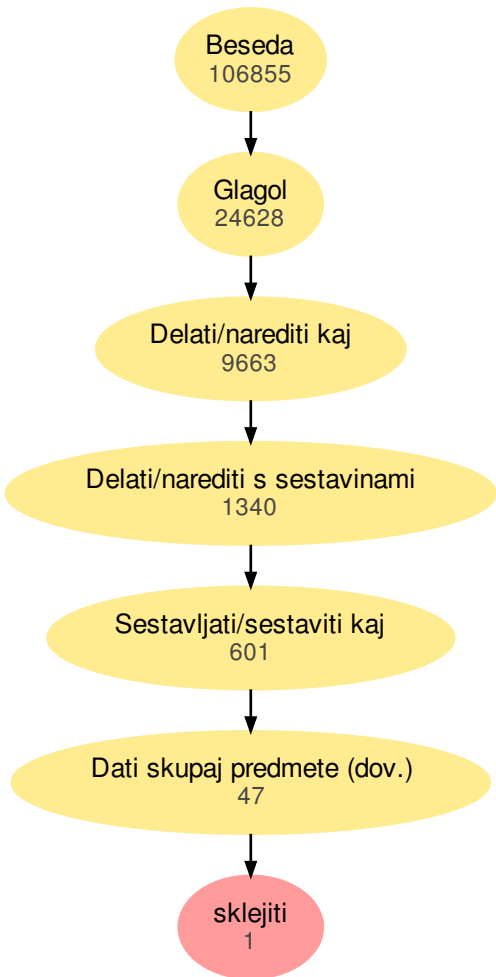 Beseda
106855
Glagol
24628
Delati/narediti kaj
9663
Delati/narediti s sestavinami
1340
Sestavljati/sestaviti kaj
601
Dati skupaj predmete (dov.)
47
sklejiti
1